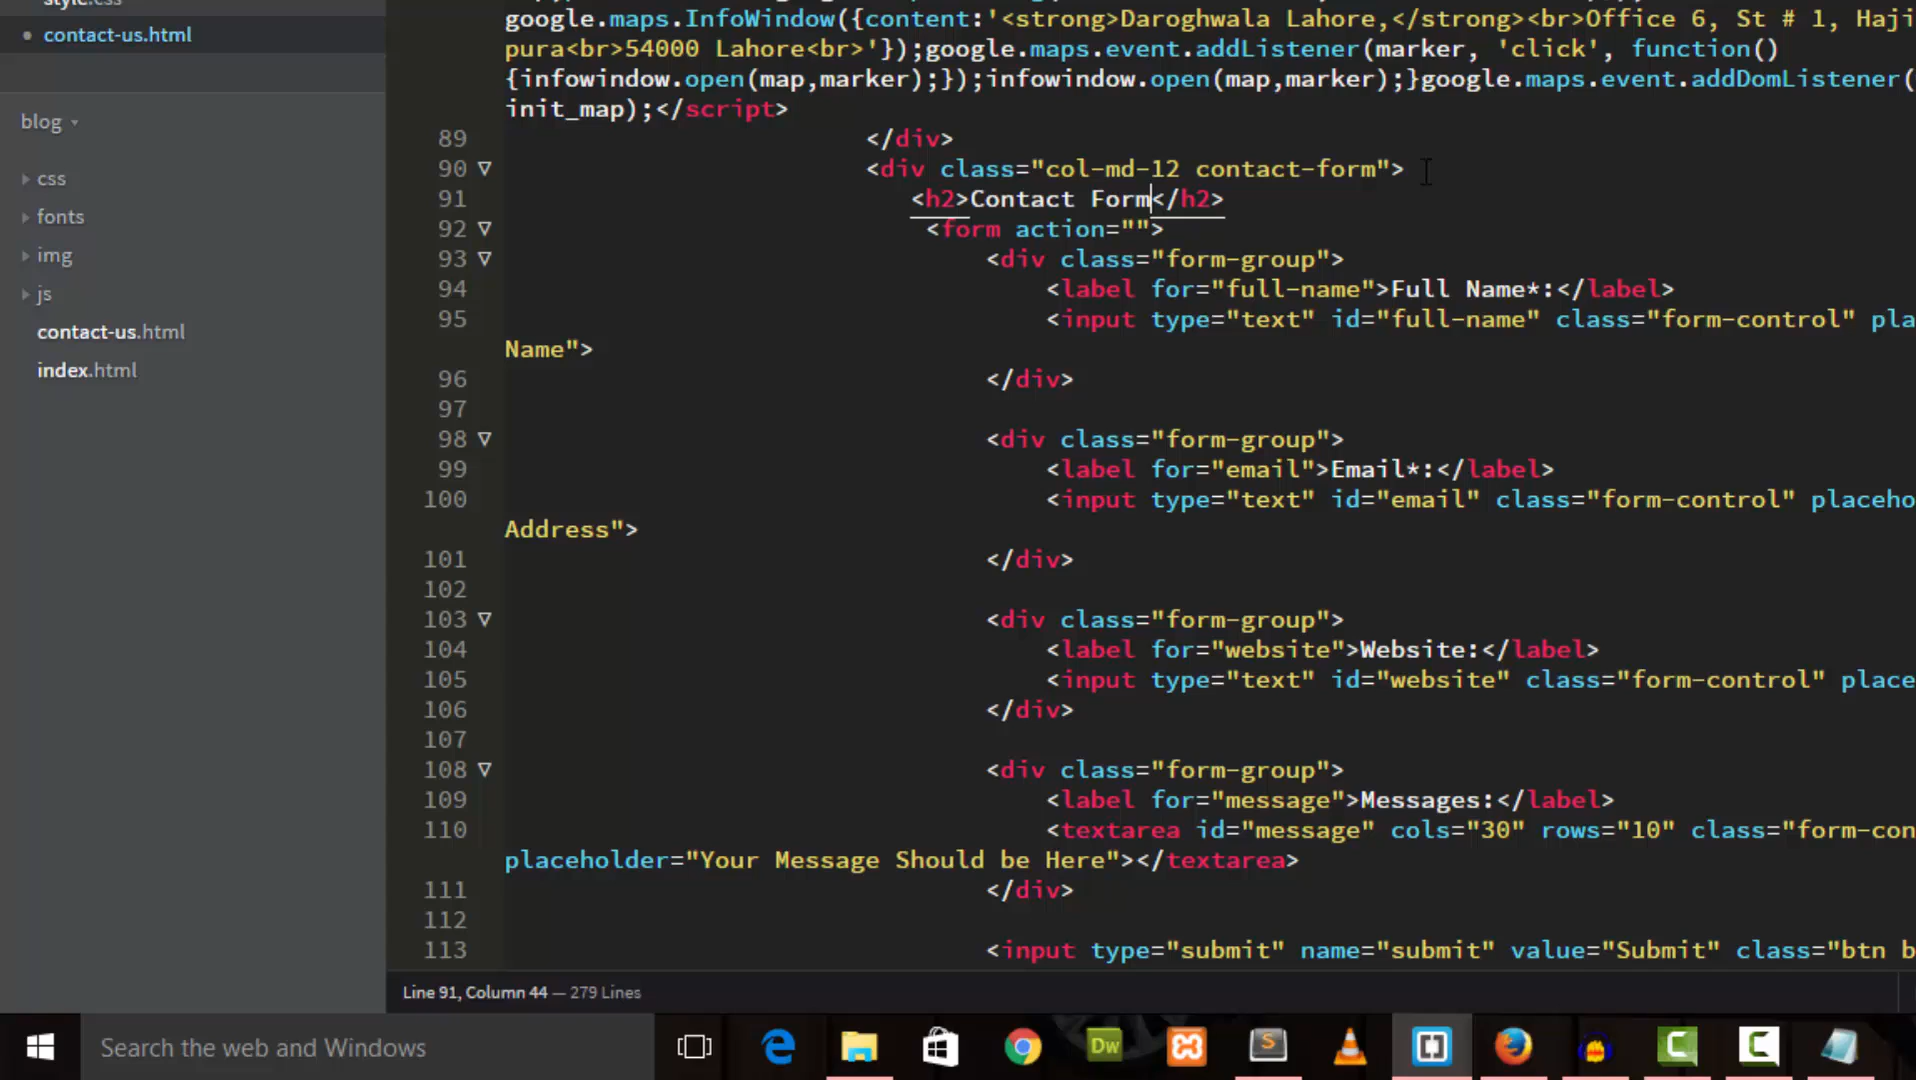 style.css
contact-us.html
blog
css
fonts
img
js
contact-us.html
index.html
google.maps.InfoWindow({content:'<strong>Daroghwala Lahore,</strong><br>Office 6, St # 1, Haji
pura<br>54000 Lahore<br>'});google.maps.event.addListener(marker, 'click', function()
{infowindow.open(map,marker);});infowindow.open(map,marker);}google.maps.event.addDomListener(
init_map);</script>
89 </div>
90 <div class="col-md-12 contact-form">
91 <h2>Contact Form</h2>
92 <form action="">
93 <div class="form-group">
94 <label for="full-name">Full Name*:</label>
95 <input type="text" id="full-name" class="form-control" pla
Name">
96 </div>
97
98 <div class="form-group">
99 <label for="email">Email*:</label>
100 <input type="text" id="email" class="form-control" placeho
Address">
101 </div>
102
103 <div class="form-group">
104 <label for="website">Website:</label>
105 <input type="text" id="website" class="form-control" place
106 </div>
107
108 <div class="form-group">
109 <label for="message">Messages:</label>
110 <textarea id="message" cols="30" rows="10" class="form-con
placeholder="Your Message Should be Here"></textarea>
111 </div>
112
113 <input type="submit" name="submit" value="Submit" class="btn b
Line 91, Column 44 — 279 Lines
Search the web and Windows
Dw